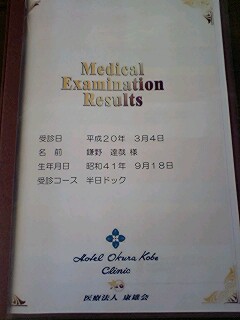 Medical
Examination
Results
受診日 平成20年 3月4日
名 前 鎌野 達哉 様
生年月日 昭和41年 9月18日
受診コース 半日ドック
Hotel Okura Kobe
Clinic
医療法人 康雄会